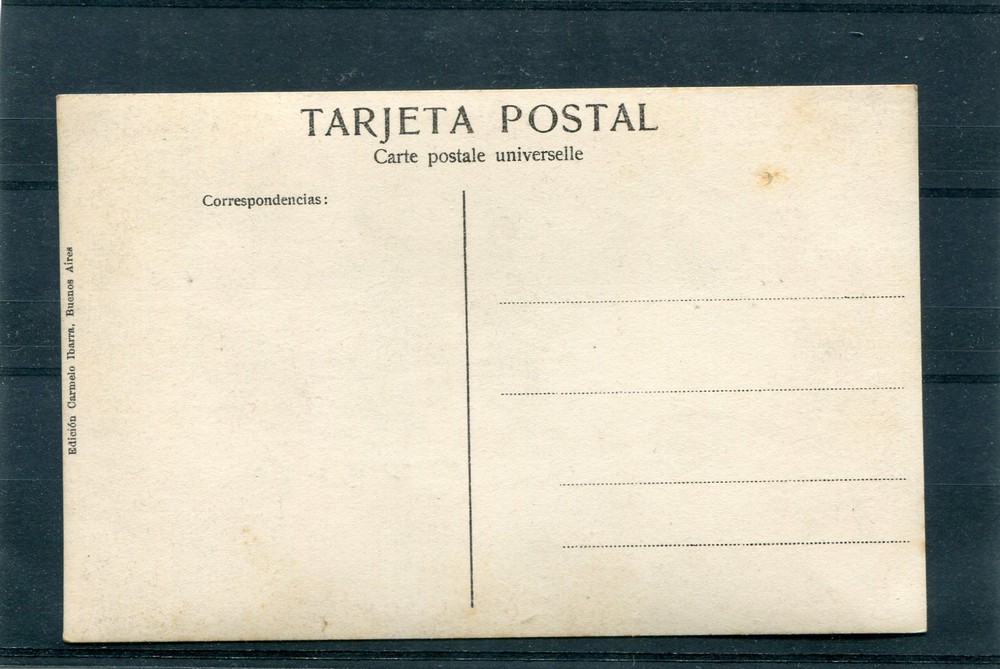 TARJETA POSTAL
Carte postale universelle
Correspondencias:
Edición Carmelo Ibarra, Buenos Aires